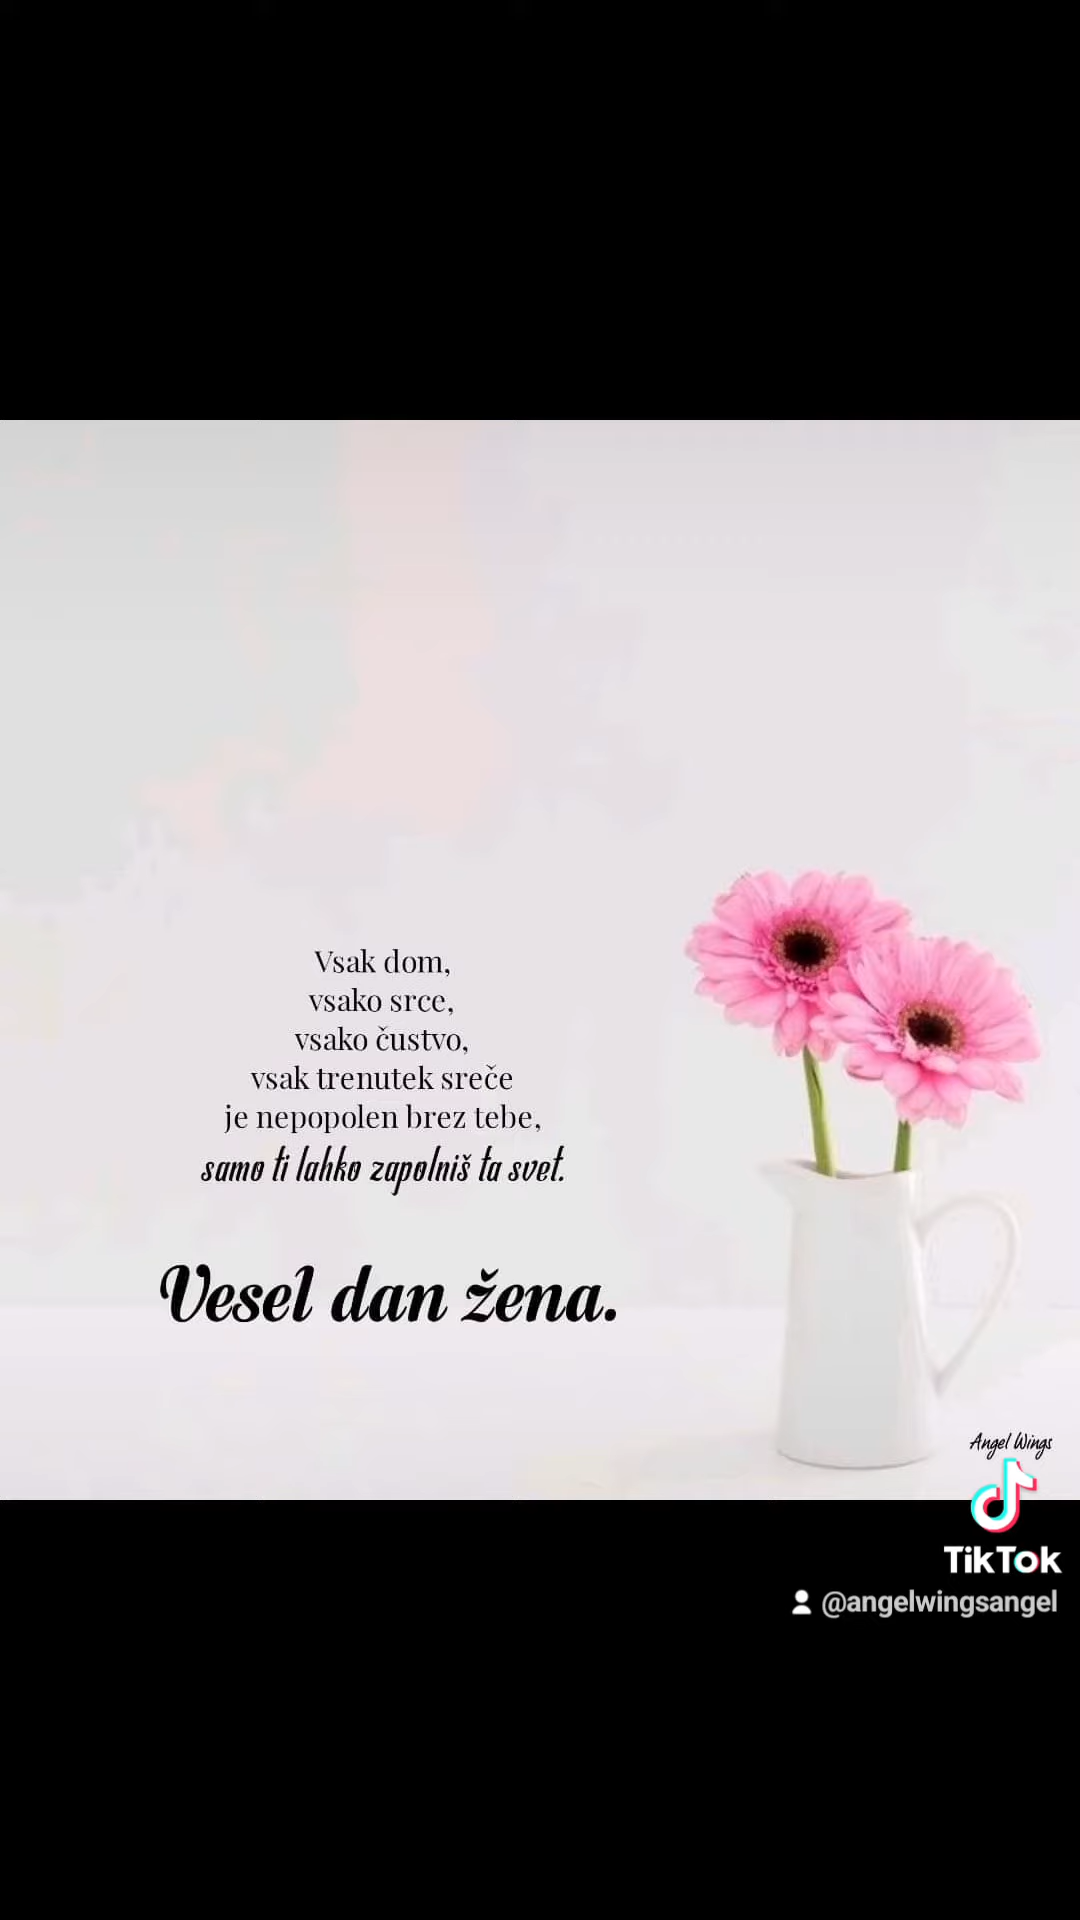 Vsak dom,
vsako srce,
vsako čustvo,
vsak trenutek sreče
je nepopolen brez tebe,
samo ti lahko zapolniš ta svet.
Vesel dan žena.
Angel Wings
TikTok
@angelwingsangel